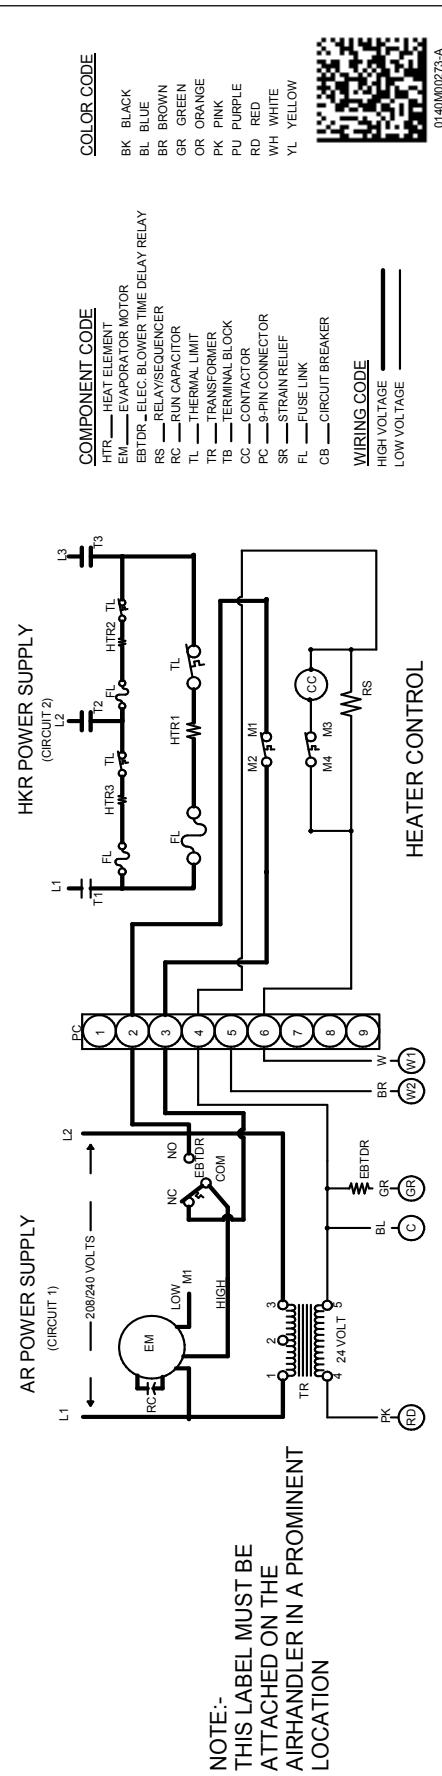 NOTE:-
THIS LABEL MUST BE
ATTACHED ON THE
AIRHANDLER IN A PROMINENT
LOCATION
AR POWER SUPPLY
(CIRCUIT 1)
L1
208/240 VOLTS
L2
RC
EM
LOW
M1
HIGH
NC
NO
EBTDR
COM
1
2
3
TR
24 VOLT
4
5
PK
RD
BL
C
GR
GR
EBTDR
BR
W2
W
W1
PC
1
2
3
4
5
6
7
8
9
HKR POWER SUPPLY
(CIRCUIT 2)
L1
L2
L3
T1
T2
T3
FL
HTR3
TL
FL
HTR2
TL
FL
HTR1
TL
M2
M1
M4
M3
CC
RS
HEATER CONTROL
COMPONENT CODE
HTR HEAT ELEMENT
EM EVAPORATOR MOTOR
EBTDR ELEC. BLOWER TIME DELAY RELAY
RS RELAY/SEQUENCER
RC RUN CAPACITOR
TL THERMAL LIMIT
TR TRANSFORMER
TB TERMINAL BLOCK
CC CONTACTOR
PC 9-PIN CONNECTOR
SR STRAIN RELIEF
FL FUSE LINK
CB CIRCUIT BREAKER
WIRING CODE
HIGH VOLTAGE
LOW VOLTAGE
COLOR CODE
BK BLACK
BL BLUE
BR BROWN
GR GREEN
OR ORANGE
PK PINK
PU PURPLE
RD RED
WH WHITE
YL YELLOW
0140M00273-A